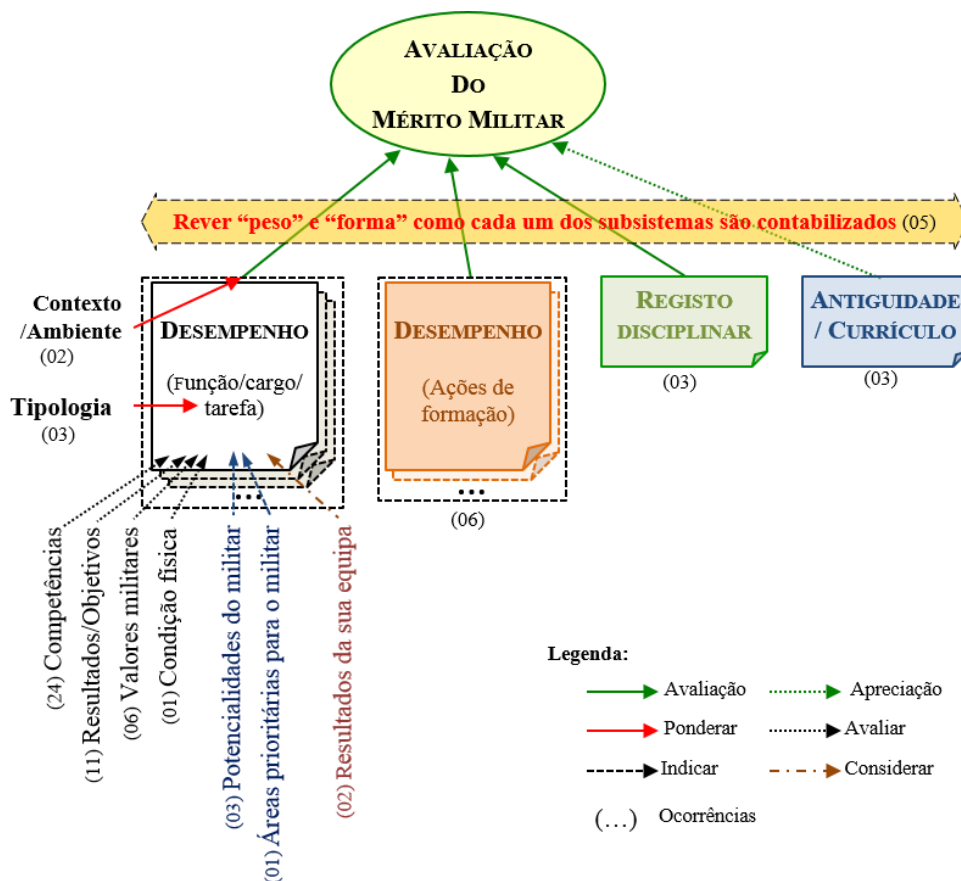 AVALIAÇÃO
DO
MÉRITO MILITAR
Rever “peso” e “forma” como cada um dos subsistemas são contabilizados (05)
Contexto
/Ambiente
(02)
Tipologia
(03)
DESEMPENHO
(Função/cargo/
tarefa)
...
DESEMPENHO
(Ações de
formação)
...
(06)
REGISTO
DISCIPLINAR
(03)
ANTIGUIDADE
/ CURRÍCULO
(03)
(24) Competências
(11) Resultados/Objetivos
(06) Valores militares
(01) Condição física
(03) Potencialidades do militar
(01) Áreas prioritárias para o militar
(02) Resultados da sua equipa
Legenda:
Avaliação
Apreciação
Ponderar
Avaliar
Indicar
Considerar
(...) Ocorrências